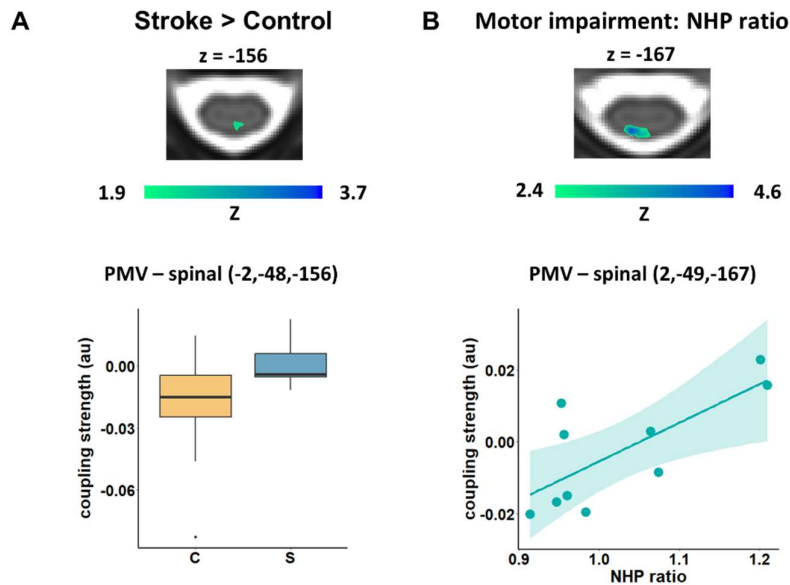 A
Stroke > Control
z = -156
1.9
3.7
Z
PMV – spinal (-2,-48,-156)
coupling strength (au)
0.00
-0.03
-0.06
C
S
B
Motor impairment: NHP ratio
z = -167
2.4
4.6
Z
PMV – spinal (2,-49,-167)
coupling strength (au)
0.02
0.00
-0.02
0.9
1.0
1.1
1.2
NHP ratio